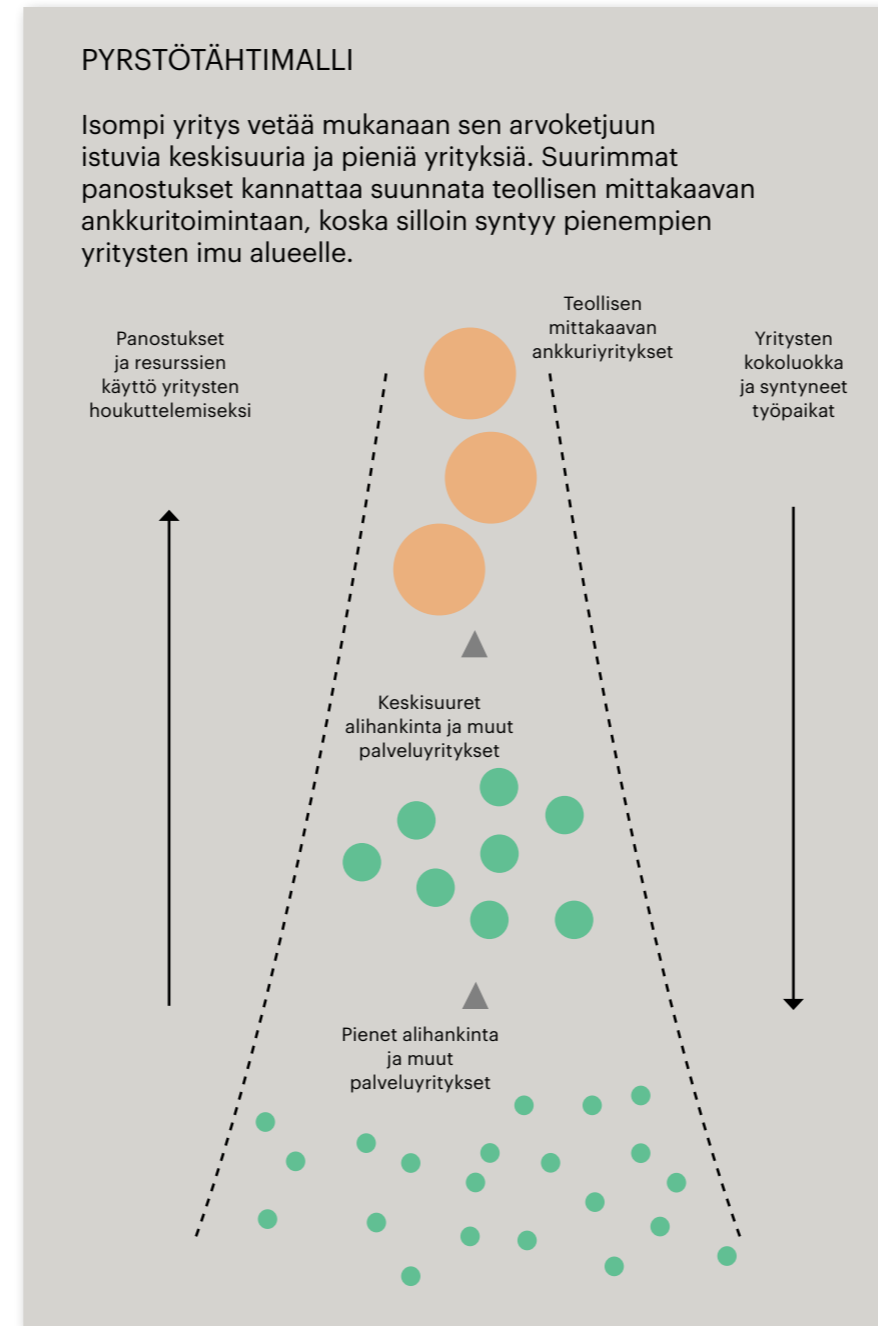 PYRSTÖTÄHTIMALLI
Isompi yritys vetää mukanaan sen arvoketjuun
istuvia keskisuuria ja pieniä yrityksiä. Suurimmat
panostukset kannattaa suunnata teollisen mittakaavan
ankkuritoimintaan, koska silloin syntyy pienempien
yritysten imu alueelle.
Panostukset
ja resurssien
käyttö yritysten
houkuttelemiseksi
Teollisen
mittakaavan
ankkuriyritykset
Yritysten
kokoluokka
ja syntyneet
työpaikat
Keskisuuret
alihankinta ja muut
palveluyritykset
Pienet alihankinta
ja muut
palveluyritykset